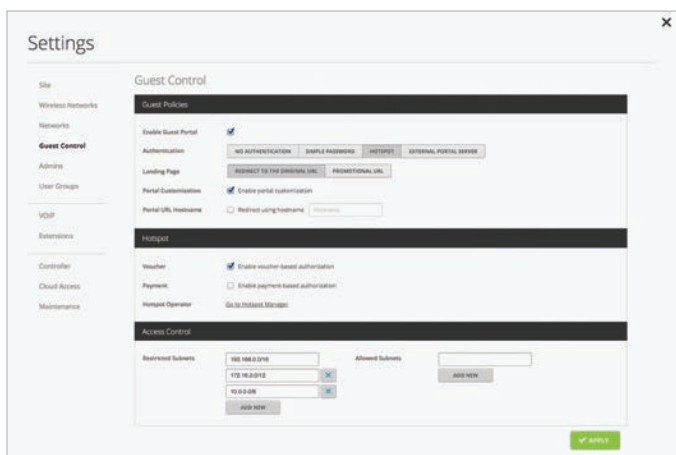 Settings
Site
Wireless Networks
Networks
Guest Control
Admins
User Groups
VOIP
Extensions
Controller
Cloud Access
Maintenance
Guest Control
Guest Policies
Enable Guest Portal
Authentication NO AUTHENTICATION SIMPLE PASSWORD HOTSPOT EXTERNAL PORTAL SERVER
Landing Page REDIRECT TO THE ORIGINAL URL PROMOTIONAL URL
Portal Customization Enable portal customization
Portal URL Hostname Redirect using hostname
Hotspot
Voucher Enable voucher-based authorization
Payment Enable payment-based authorization
Hotspot Operator Go to Hotspot Manager
Access Control
Restricted Subnets 192.168.0.0/16 Allowed Subnets
172.16.0.0/12 ADD NEW
10.0.0.0/8
ADD NEW
APPLY